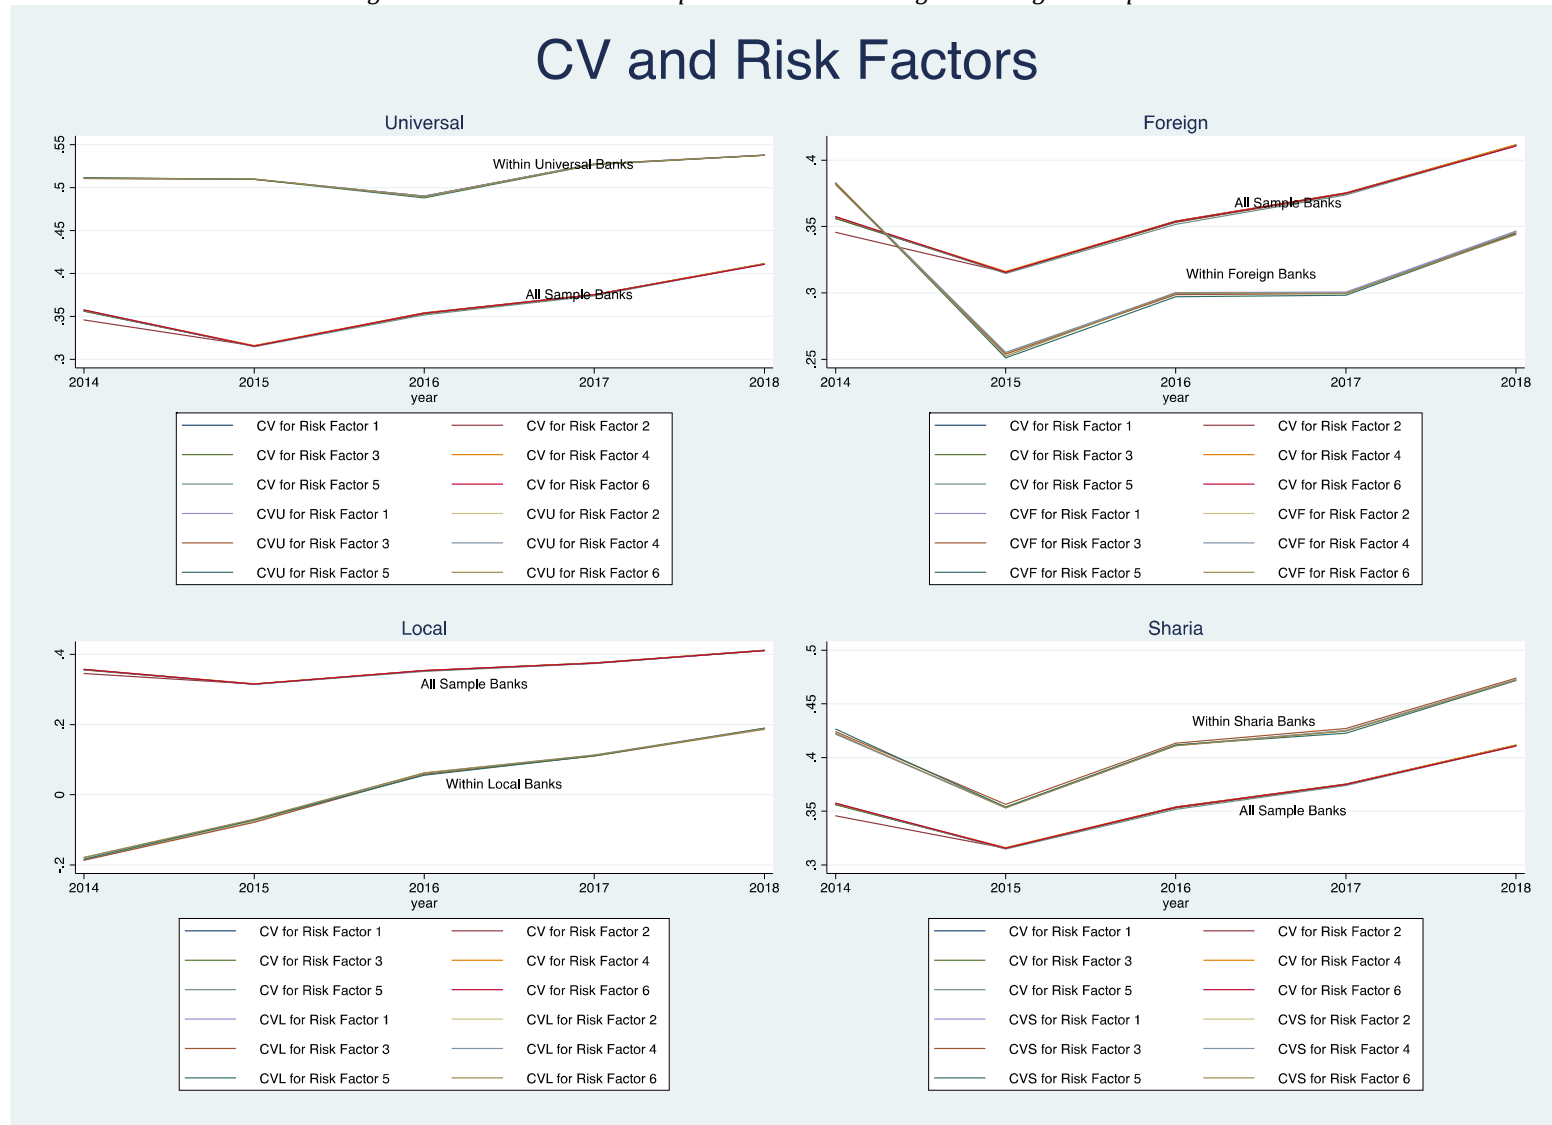 CV and Risk Factors
Universal
.55
.5
.45
.4
.35
.3
Within Universal Banks
All Sample Banks
2014 2015 2016 2017 2018
year
CV for Risk Factor 1 CV for Risk Factor 2
CV for Risk Factor 3 CV for Risk Factor 4
CV for Risk Factor 5 CV for Risk Factor 6
CVU for Risk Factor 1 CVU for Risk Factor 2
CVU for Risk Factor 3 CVU for Risk Factor 4
CVU for Risk Factor 5 CVU for Risk Factor 6
Foreign
.4
.35
.3
.25
All Sample Banks
Within Foreign Banks
2014 2015 2016 2017 2018
year
CV for Risk Factor 1 CV for Risk Factor 2
CV for Risk Factor 3 CV for Risk Factor 4
CV for Risk Factor 5 CV for Risk Factor 6
CVF for Risk Factor 1 CVF for Risk Factor 2
CVF for Risk Factor 3 CVF for Risk Factor 4
CVF for Risk Factor 5 CVF for Risk Factor 6
Local
.4
.2
0
-.2
All Sample Banks
Within Local Banks
2014 2015 2016 2017 2018
year
CV for Risk Factor 1 CV for Risk Factor 2
CV for Risk Factor 3 CV for Risk Factor 4
CV for Risk Factor 5 CV for Risk Factor 6
CVL for Risk Factor 1 CVL for Risk Factor 2
CVL for Risk Factor 3 CVL for Risk Factor 4
CVL for Risk Factor 5 CVL for Risk Factor 6
Sharia
.5
.45
.4
.35
.3
Within Sharia Banks
All Sample Banks
2014 2015 2016 2017 2018
year
CV for Risk Factor 1 CV for Risk Factor 2
CV for Risk Factor 3 CV for Risk Factor 4
CV for Risk Factor 5 CV for Risk Factor 6
CVS for Risk Factor 1 CVS for Risk Factor 2
CVS for Risk Factor 3 CVS for Risk Factor 4
CVS for Risk Factor 5 CVS for Risk Factor 6